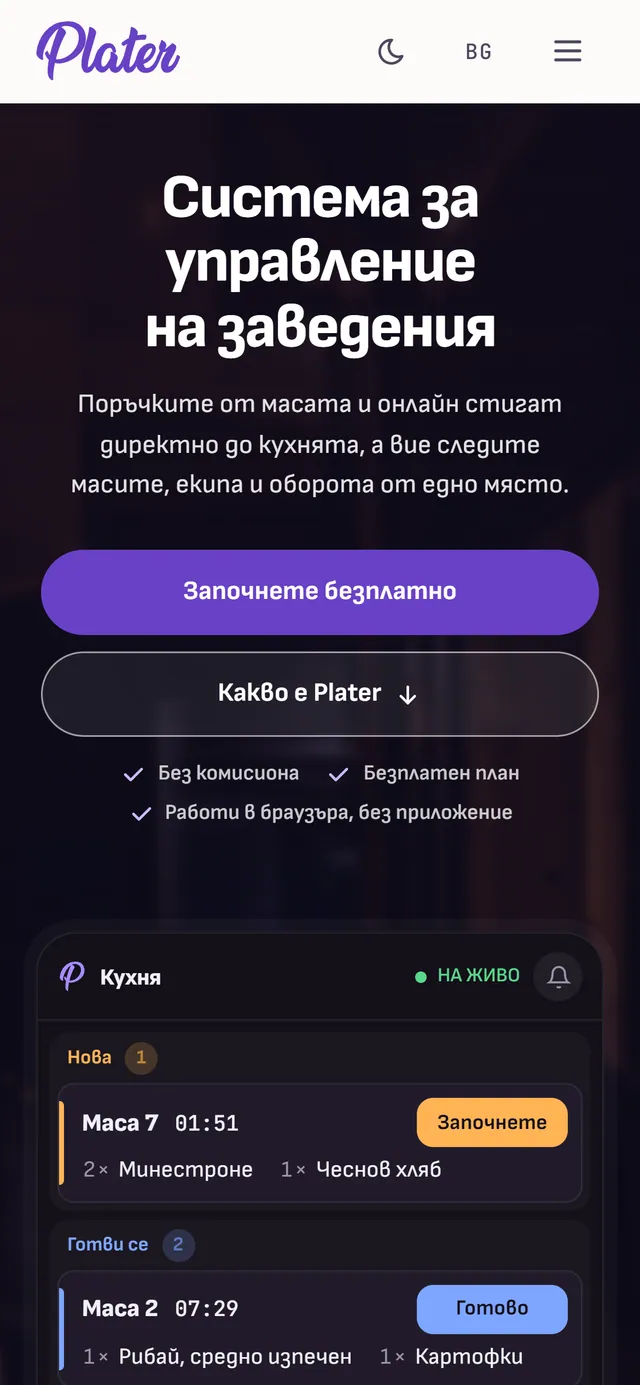 Plater
BG
Система за
управление
на заведения
Поръчките от масата и онлайн стигат
директно до кухнята, а вие следите
масите, екипа и оборота от едно място.
Започнете безплатно
Какво е Plater ↓
Без комисиона
Безплатен план
Работи в браузъра, без приложение
P Кухня
НА ЖИВО
Нова 1
Маса 7 01:51
Започнете
2× Минестроне 1× Чеснов хляб
Готви се 2
Маса 2 07:29
Готово
1× Рибай, средно изпечен 1× Картофки